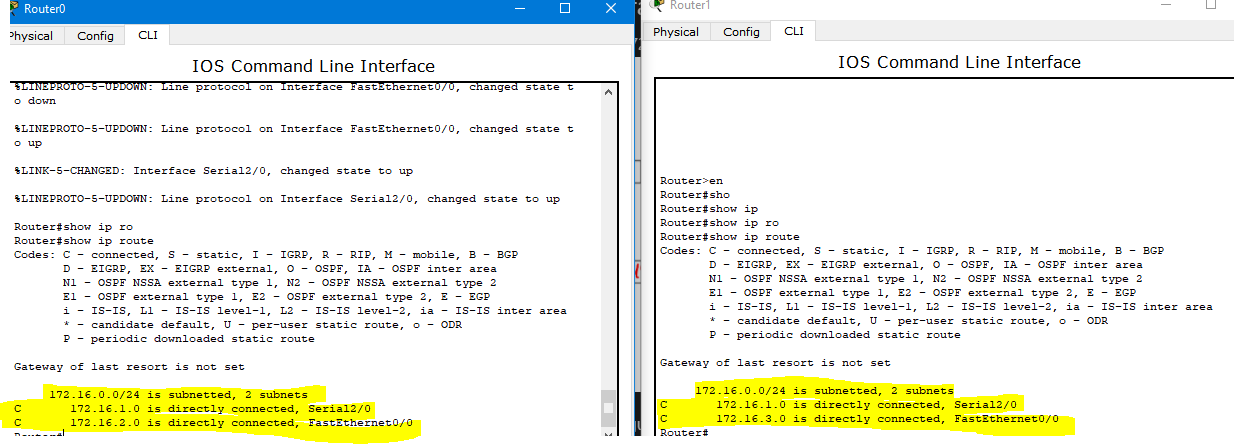 Router0
Physical Config CLI
IOS Command Line Interface
%LINEPROTO-5-UPDOWN: Line protocol on Interface FastEthernet0/0, changed state t
o down
%LINEPROTO-5-UPDOWN: Line protocol on Interface FastEthernet0/0, changed state t
o up
%LINK-5-CHANGED: Interface Serial2/0, changed state to up
%LINEPROTO-5-UPDOWN: Line protocol on Interface Serial2/0, changed state to up
Router#show ip ro
Router#show ip route
Codes: C - connected, S - static, I - IGRP, R - RIP, M - mobile, B - BGP
D - EIGRP, EX - EIGRP external, O - OSPF, IA - OSPF inter area
N1 - OSPF NSSA external type 1, N2 - OSPF NSSA external type 2
E1 - OSPF external type 1, E2 - OSPF external type 2, E - EGP
i - IS-IS, L1 - IS-IS level-1, L2 - IS-IS level-2, ia - IS-IS inter area
* - candidate default, U - per-user static route, o - ODR
P - periodic downloaded static route
Gateway of last resort is not set
172.16.0.0/24 is subnetted, 2 subnets
C 172.16.1.0 is directly connected, Serial2/0
C 172.16.2.0 is directly connected, FastEthernet0/0
Router#
Router1
Physical Config CLI
IOS Command Line Interface
Router>en
Router#sho
Router#show ip
Router#show ip ro
Router#show ip route
Codes: C - connected, S - static, I - IGRP, R - RIP, M - mobile, B - BGP
D - EIGRP, EX - EIGRP external, O - OSPF, IA - OSPF inter area
N1 - OSPF NSSA external type 1, N2 - OSPF NSSA external type 2
E1 - OSPF external type 1, E2 - OSPF external type 2, E - EGP
i - IS-IS, L1 - IS-IS level-1, L2 - IS-IS level-2, ia - IS-IS inter area
* - candidate default, U - per-user static route, o - ODR
P - periodic downloaded static route
Gateway of last resort is not set
172.16.0.0/24 is subnetted, 2 subnets
C 172.16.1.0 is directly connected, Serial2/0
C 172.16.3.0 is directly connected, FastEthernet0/0
Router#